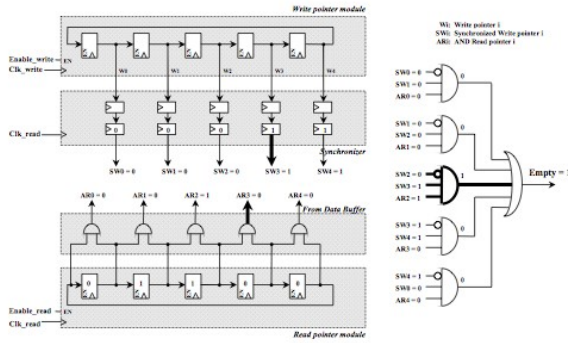 Write pointer module
Wi: Write pointer i
SWi: Synchronized Write pointer i
ARi: AND Read pointer i
Enable_write
EN
Clk_write
W0 W1 W2 W3 W4
Clk_read
0 0 0 1 1
Synchronizer
SW0 = 0 SW1 = 0 SW2 = 0 SW3 = 1 SW4 = 1
AR0 = 0 AR1 = 0 AR2 = 1 AR3 = 0 AR4 = 0
From Data Buffer
0 1 1 0 0
Enable_read
EN
Clk_read
Read pointer module
SW0 = 0
SW1 = 0
AR0 = 0
0
SW1 = 0
SW2 = 0
AR1 = 0
0
SW2 = 0
SW3 = 1
AR2 = 1
1
Empty = 1
SW3 = 1
SW4 = 1
AR3 = 0
0
SW4 = 1
SW0 = 0
AR4 = 0
0